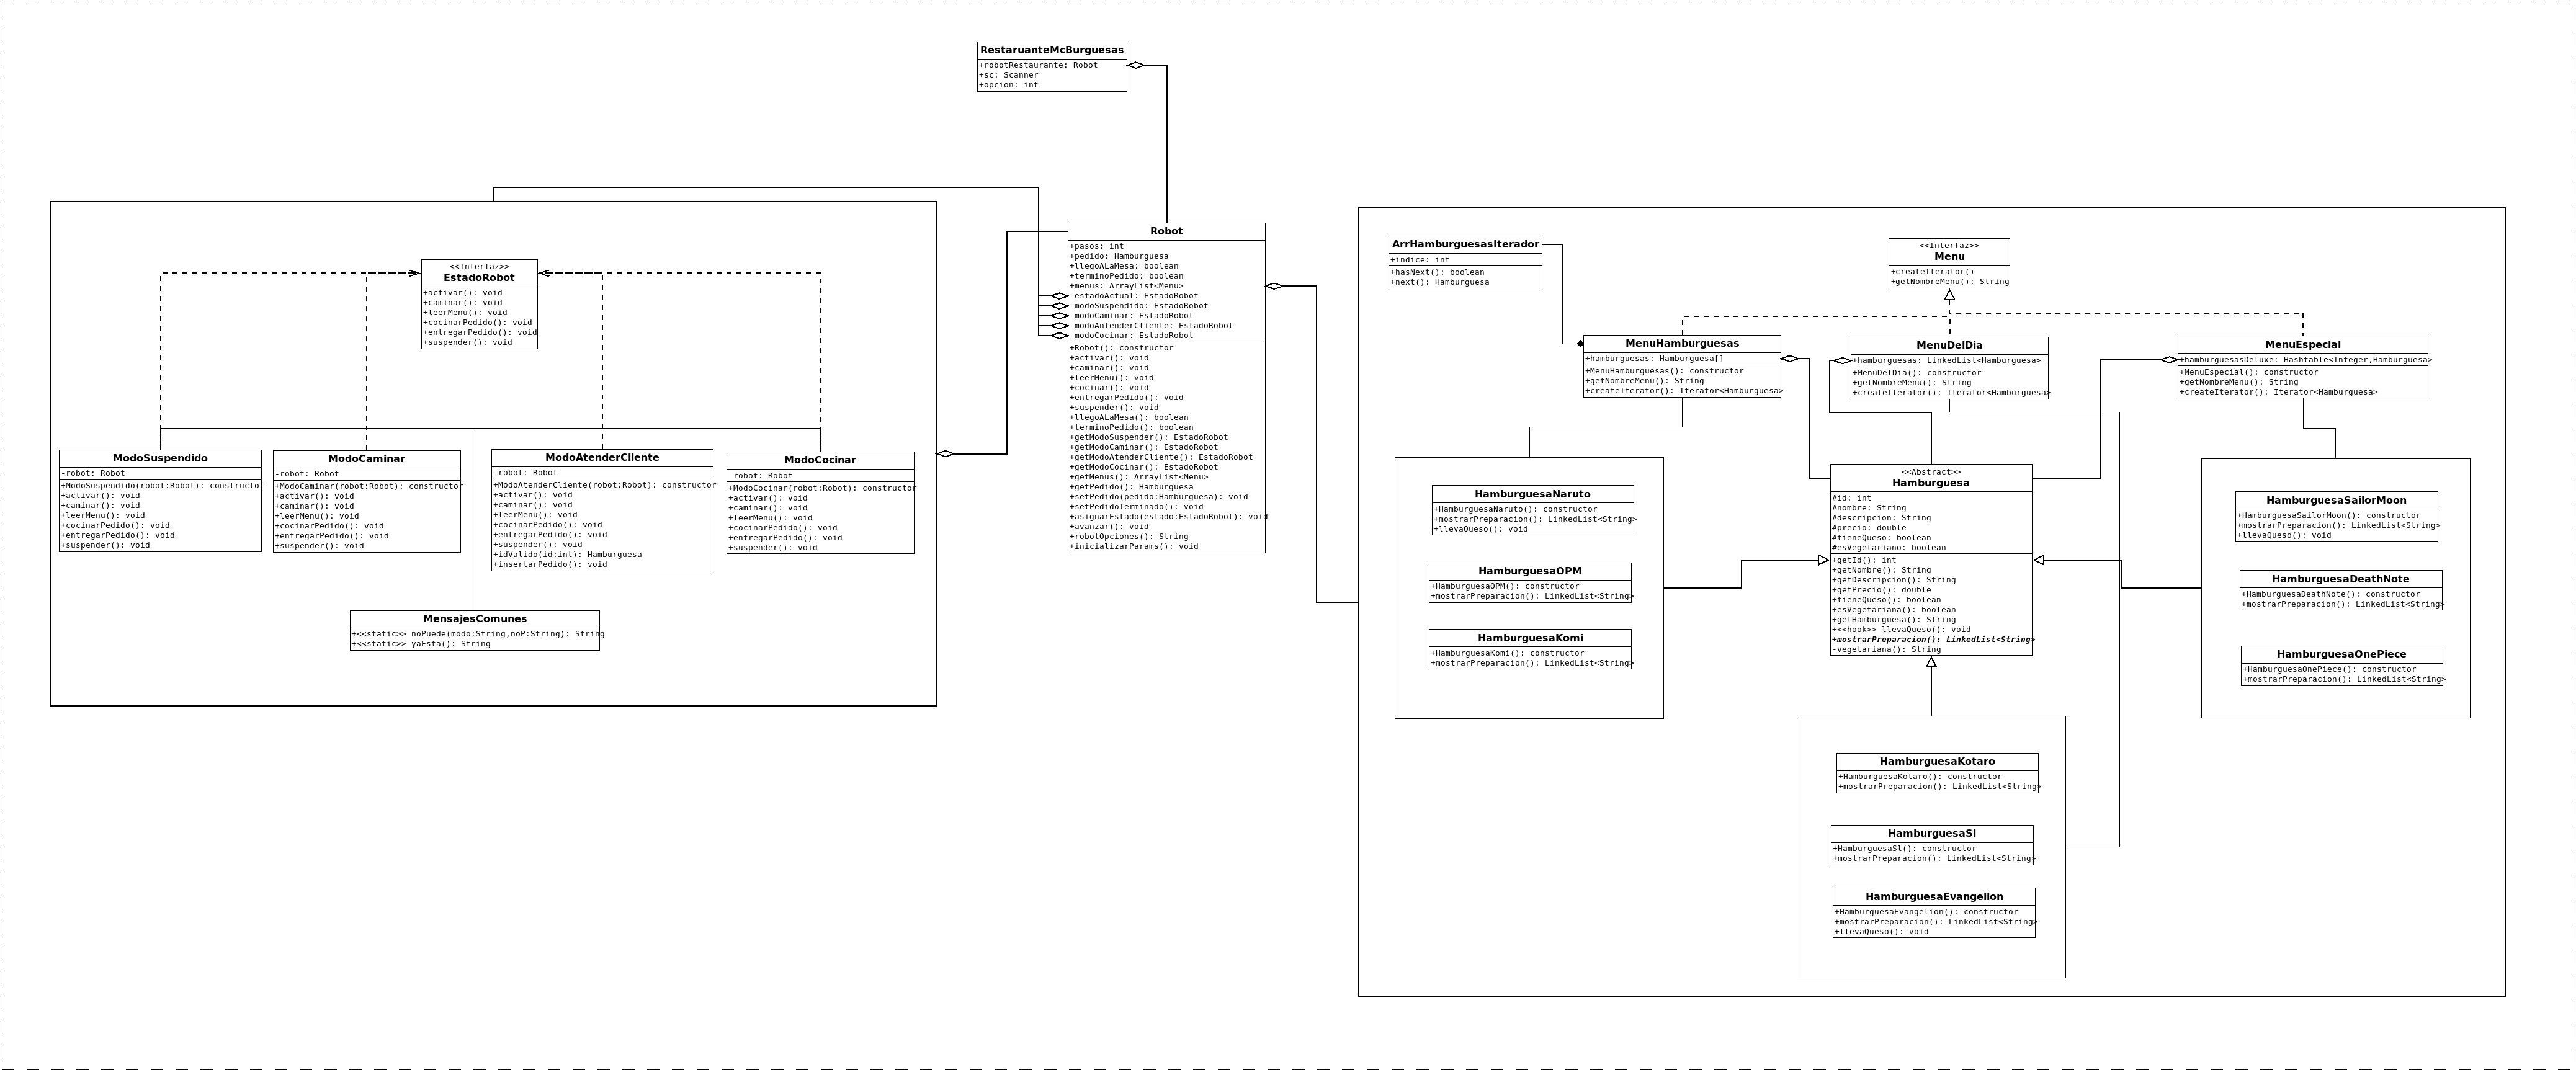 RestaruanteMcBurguesas
+robotRestaurante: Robot
+sc: Scanner
+opcion: int
<<Interfaz>>
EstadoRobot
+activar(): void
+caminar(): void
+leerMenu(): void
+cocinarPedido(): void
+entregarPedido(): void
+suspender(): void
ModoSuspendido
-robot: Robot
+ModoSuspendido(robot:Robot): constructor
+activar(): void
+caminar(): void
+leerMenu(): void
+cocinarPedido(): void
+entregarPedido(): void
+suspender(): void
ModoCaminar
-robot: Robot
+ModoCaminar(robot:Robot): constructor
+activar(): void
+caminar(): void
+leerMenu(): void
+cocinarPedido(): void
+entregarPedido(): void
+suspender(): void
ModoAtenderCliente
-robot: Robot
+ModoAtenderCliente(robot:Robot): constructor
+activar(): void
+caminar(): void
+leerMenu(): void
+cocinarPedido(): void
+entregarPedido(): void
+suspender(): void
+idValido(id:int): Hamburguesa
+insertarPedido(): void
ModoCocinar
-robot: Robot
+ModoCocinar(robot:Robot): constructor
+activar(): void
+caminar(): void
+leerMenu(): void
+cocinarPedido(): void
+entregarPedido(): void
+suspender(): void
MensajesComunes
+<<static>> noPuede(modo:String,noP:String): String
+<<static>> yaEsta(): String
Robot
+pasos: int
+pedido: Hamburguesa
+llegoALaMesa: boolean
+terminoPedido: boolean
+menus: ArrayList<Menu>
-estadoActual: EstadoRobot
-modoSuspendido: EstadoRobot
-modoCaminar: EstadoRobot
-modoAntenderCliente: EstadoRobot
-modoCocinar: EstadoRobot
+Robot(): constructor
+activar(): void
+caminar(): void
+leerMenu(): void
+cocinar(): void
+entregarPedido(): void
+suspender(): void
+llegoALaMesa(): boolean
+terminoPedido(): boolean
+getModoSuspender(): EstadoRobot
+getModoCaminar(): EstadoRobot
+getModoAtenderCliente(): EstadoRobot
+getModoCocinar(): EstadoRobot
+getMenus(): ArrayList<Menu>
+getPedido(): Hamburguesa
+setPedido(pedido:Hamburguesa): void
+setPedidoTerminado(): void
+asignarEstado(estado:EstadoRobot): void
+avanzar(): void
+robotOpciones(): String
+inicializarParams(): void
ArrHamburguesasIterador
+indice: int
+hasNext(): boolean
+next(): Hamburguesa
<<Interfaz>>
Menu
+createIterator()
+getNombreMenu(): String
MenuHamburguesas
+hamburguesas: Hamburguesa[]
+MenuHamburguesas(): constructor
+getNombreMenu(): String
+createIterator(): Iterator<Hamburguesa>
MenuDelDia
+hamburguesas: LinkedList<Hamburguesa>
+MenuDelDia(): constructor
+getNombreMenu(): String
+createIterator(): Iterator<Hamburguesa>
MenuEspecial
+hamburguesasDeluxe: Hashtable<Integer,Hamburguesa>
+MenuEspecial(): constructor
+getNombreMenu(): String
+createIterator(): Iterator<Hamburguesa>
HamburguesaNaruto
+HamburguesaNaruto(): constructor
+mostrarPreparacion(): LinkedList<String>
+llevaQueso(): void
HamburguesaOPM
+HamburguesaOPM(): constructor
+mostrarPreparacion(): LinkedList<String>
HamburguesaKomi
+HamburguesaKomi(): constructor
+mostrarPreparacion(): LinkedList<String>
<<Abstract>>
Hamburguesa
#id: int
#nombre: String
#descripcion: String
#precio: double
#tieneQueso: boolean
#esVegetariano: boolean
+getId(): int
+getNombre(): String
+getDescripcion(): String
+getPrecio(): double
+tieneQueso(): boolean
+esVegetariana(): boolean
+getHamburguesa(): String
+<<hook>> llevaQueso(): void
+mostrarPreparacion(): LinkedList<String>
-vegetariana(): String
HamburguesaSailorMoon
+HamburguesaSailorMoon(): constructor
+mostrarPreparacion(): LinkedList<String>
+llevaQueso(): void
HamburguesaDeathNote
+HamburguesaDeathNote(): constructor
+mostrarPreparacion(): LinkedList<String>
HamburguesaOnePiece
+HamburguesaOnePiece(): constructor
+mostrarPreparacion(): LinkedList<String>
HamburguesaKotaro
+HamburguesaKotaro(): constructor
+mostrarPreparacion(): LinkedList<String>
HamburguesaSl
+HamburguesaSl(): constructor
+mostrarPreparacion(): LinkedList<String>
HamburguesaEvangelion
+HamburguesaEvangelion(): constructor
+mostrarPreparacion(): LinkedList<String>
+llevaQueso(): void